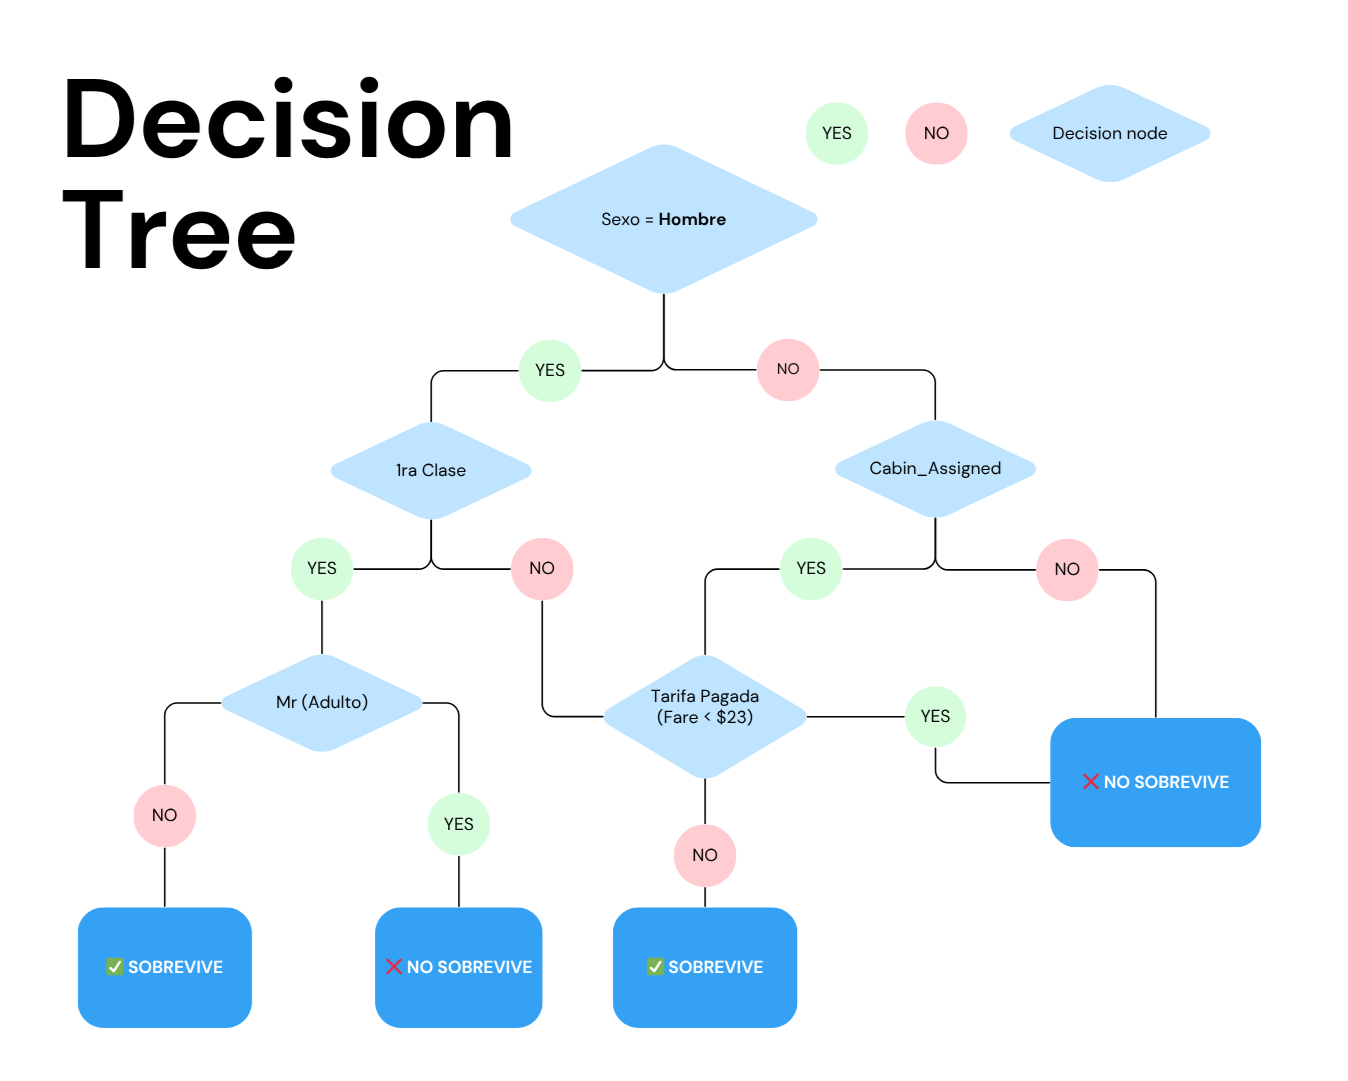 Decision
Tree
YES
NO
Decision node
Sexo = Hombre
YES
NO
1ra Clase
Cabin_Assigned
YES
NO
YES
NO
Mr (Adulto)
Tarifa Pagada
(Fare < $23)
YES
NO
YES
NO
❌ NO SOBREVIVE
✅ SOBREVIVE
❌ NO SOBREVIVE
✅ SOBREVIVE